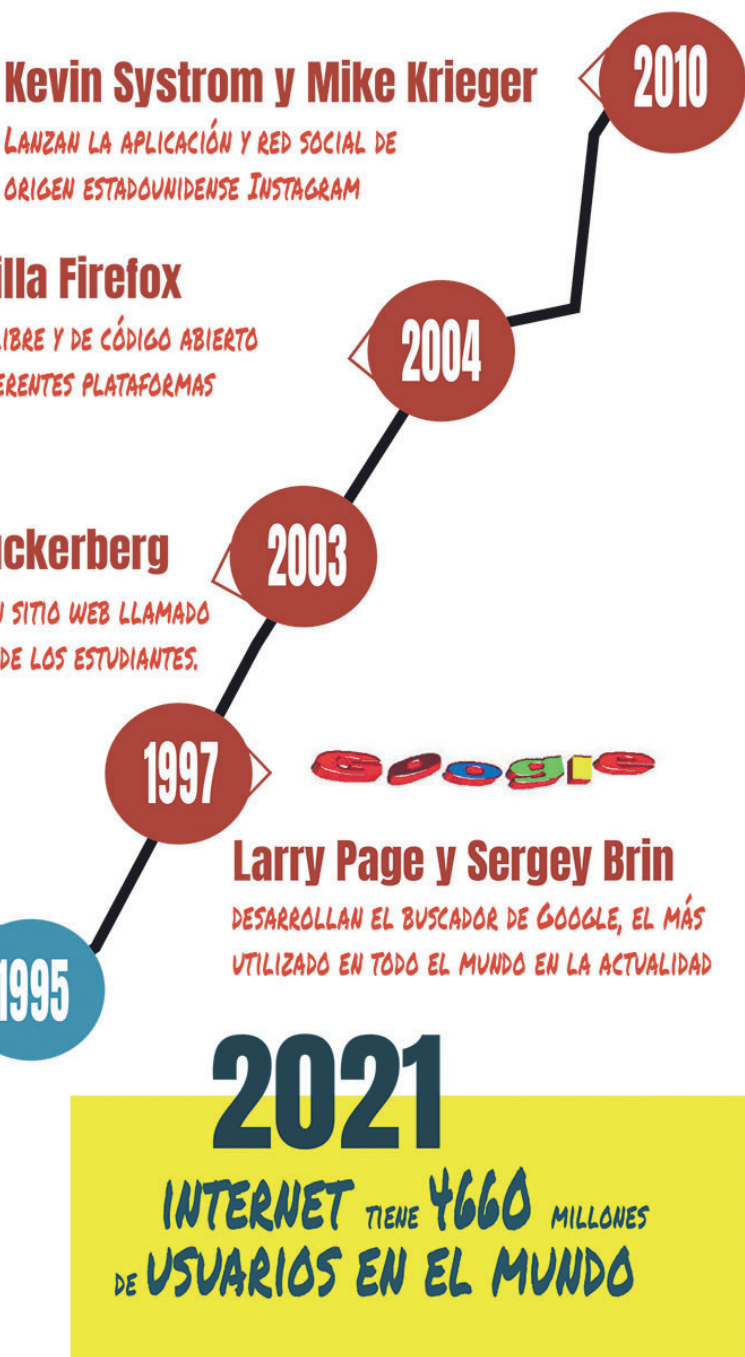 Kevin Systrom y Mike Krieger
2010
LANZAN LA APLICACIÓN Y RED SOCIAL DE
ORIGEN ESTADOUNIDENSE INSTAGRAM
illa Firefox
LIBRE Y DE CÓDIGO ABIERTO
ERENTES PLATAFORMAS
2004
uckerberg
2003
N SITIO WEB LLAMADO
DE LOS ESTUDIANTES.
1997
Google
Larry Page y Sergey Brin
DESARROLLAN EL BUSCADOR DE GOOGLE, EL MÁS
UTILIZADO EN TODO EL MUNDO EN LA ACTUALIDAD
1995
2021
INTERNET TIENE 4660 MILLONES
DE USUARIOS EN EL MUNDO